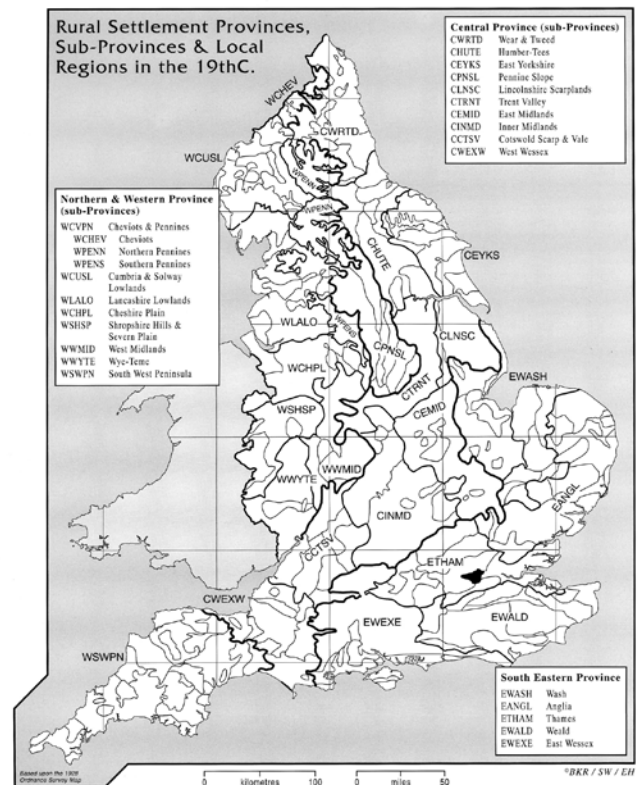 Rural Settlement Provinces,
Sub-Provinces & Local
Regions in the 19thC.
Central Province (sub-Provinces)
CWRTD Wear & Tweed
CHUTE Humber-Tees
CEYKS East Yorkshire
CPNSL Pennine Slope
CLNSC Lincolnshire Scarplands
CTRNT Trent Valley
CEMID East Midlands
CINMD Inner Midlands
CCTSV Cotswold Scarp & Vale
CWEXW West Wessex
WCHEV
CWRTD
WCUSL
WPENN
WPENN
Northern & Western Province
(sub-Provinces)
WCVPN Cheviots & Pennines
WCHEV Cheviots
WPENN Northern Pennines
WPENS Southern Pennines
WCUSL Cumbria & Solway
Lowlands
WLALO Lancashire Lowlands
WCHPL Cheshire Plain
WSHSP Shropshire Hills &
Severn Plain
WWMID West Midlands
WWYTE Wye-Teme
WSWPN South West Peninsula
CHUTE
CEYKS
WLALO
WPENS
CLNSC
CPNSL
WCHPL
CTRNT
EWASH
CEMID
WSHSP
WWMID
WWYTE
EANGL
CINMD
CCTSV
ETHAM
CWEXW
EWEXE
EWALD
WSWPN
South Eastern Province
EWASH Wash
EANGL Anglia
ETHAM Thames
EWALD Weald
EWEXE East Wessex
Ordnance Survey Map
0 kilometres 100 0 miles 50
©BKR / SW / EH